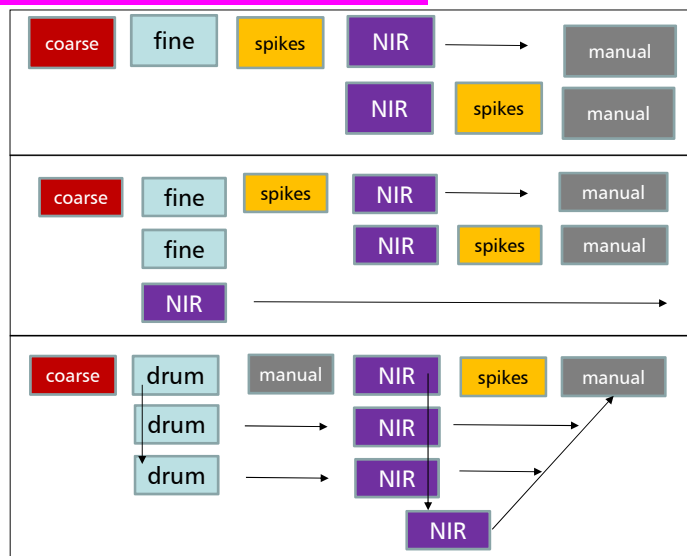 coarse fine spikes NIR manual
NIR spikes manual
coarse fine spikes NIR manual
fine NIR spikes manual
NIR
coarse drum manual NIR spikes manual
drum NIR
drum NIR
NIR